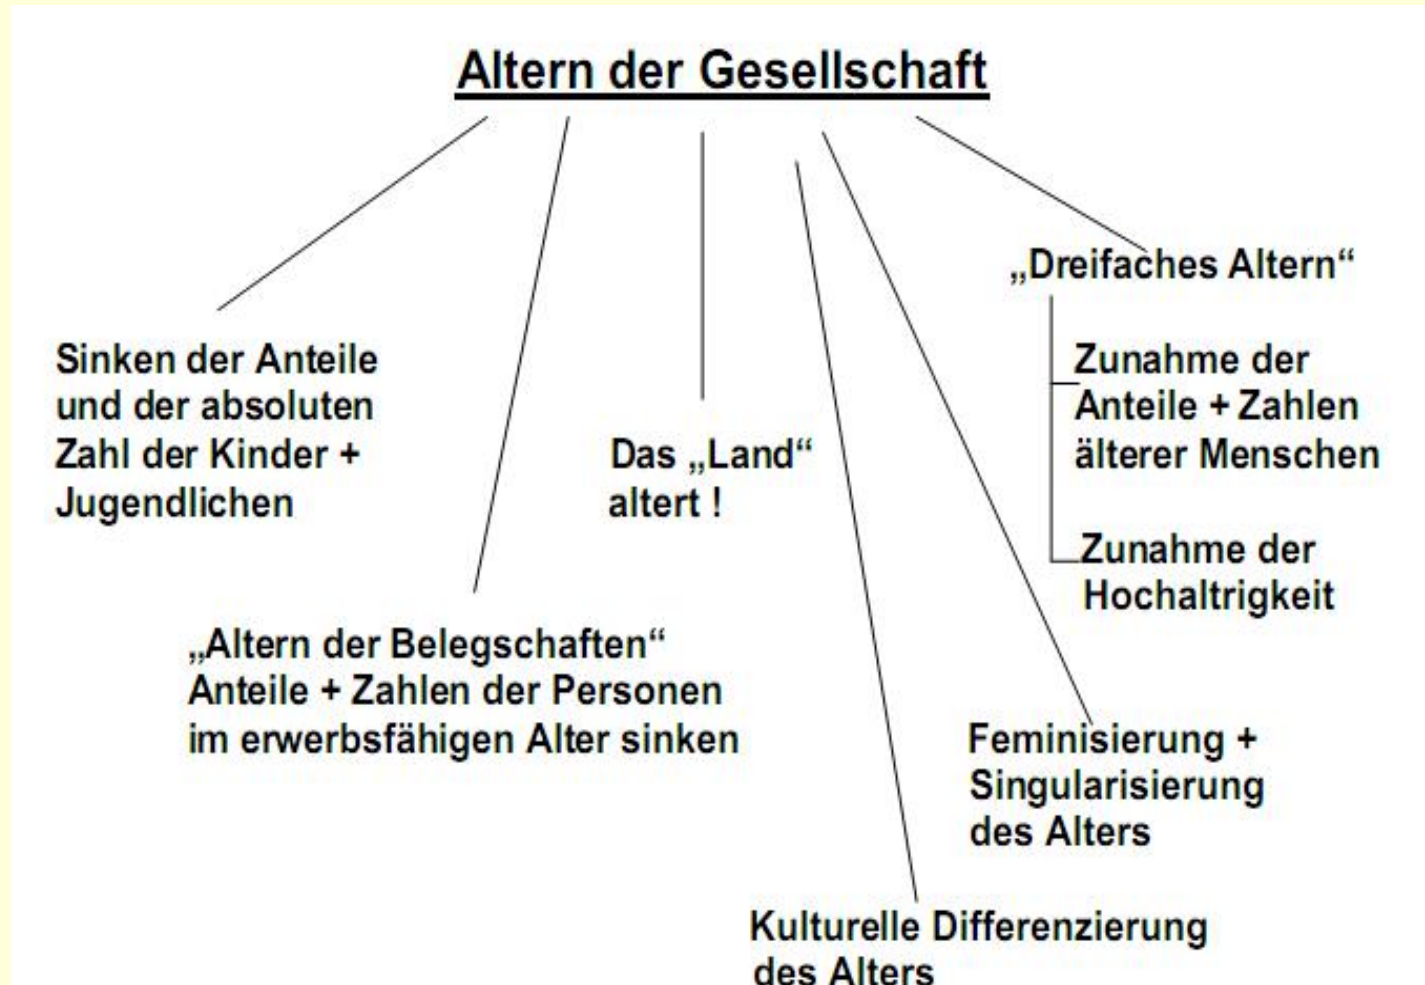 Altern der Gesellschaft
„Dreifaches Altern“
Zunahme der
Anteile + Zahlen
älterer Menschen
Zunahme der
Hochaltrigkeit
Sinken der Anteile
und der absoluten
Zahl der Kinder +
Jugendlichen
Das „Land“
altert !
„Altern der Belegschaften“
Anteile + Zahlen der Personen
im erwerbsfähigen Alter sinken
Feminisierung +
Singularisierung
des Alters
Kulturelle Differenzierung
des Alters